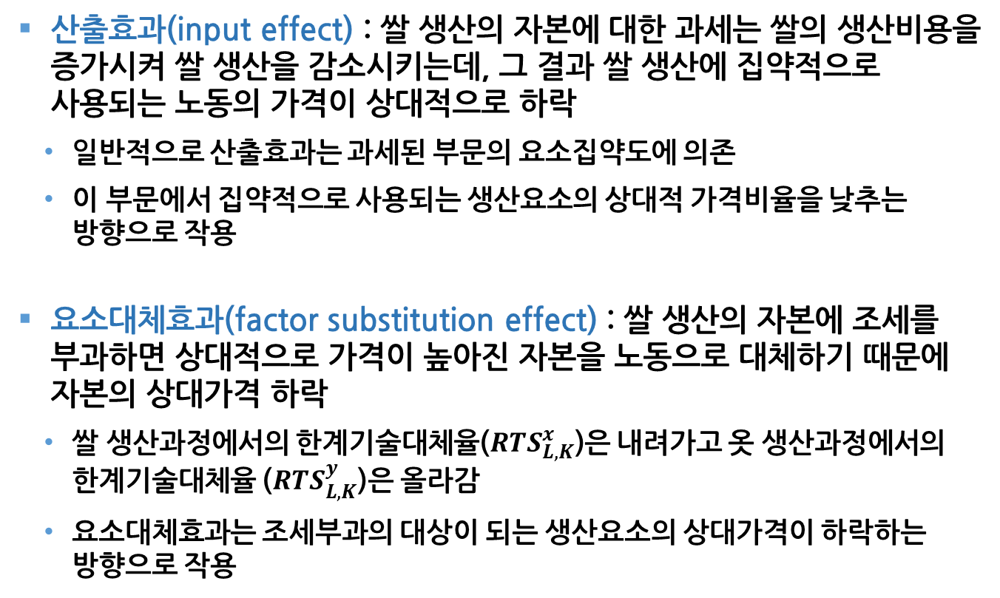 ▪ 산출효과(input effect) : 쌀 생산의 자본에 대한 과세는 쌀의 생산비용을
증가시켜 쌀 생산을 감소시키는데, 그 결과 쌀 생산에 집약적으로
사용되는 노동의 가격이 상대적으로 하락
• 일반적으로 산출효과는 과세된 부문의 요소집약도에 의존
• 이 부문에서 집약적으로 사용되는 생산요소의 상대적 가격비율을 낮추는
방향으로 작용
▪ 요소대체효과(factor substitution effect) : 쌀 생산의 자본에 조세를
부과하면 상대적으로 가격이 높아진 자본을 노동으로 대체하기 때문에
자본의 상대가격 하락
• 쌀 생산과정에서의 한계기술대체율(𝑹𝑻𝑺^x_{L,K})은 내려가고 옷 생산과정에서의
한계기술대체율 (𝑹𝑻𝑺^y_{L,K})은 올라감
• 요소대체효과는 조세부과의 대상이 되는 생산요소의 상대가격이 하락하는
방향으로 작용